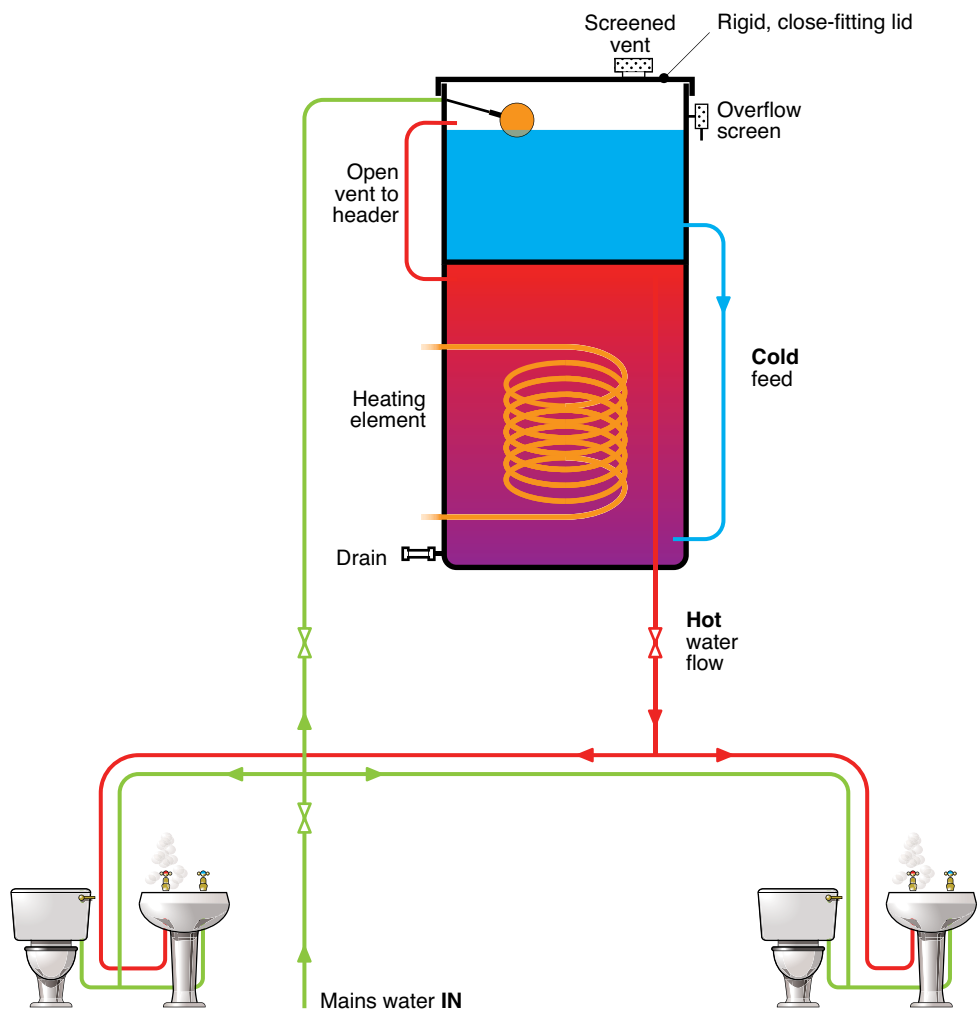 Screened
vent
Rigid, close-fitting lid
Overflow
screen
Open
vent to
header
Cold
feed
Heating
element
Drain
Hot
water
flow
Mains water IN